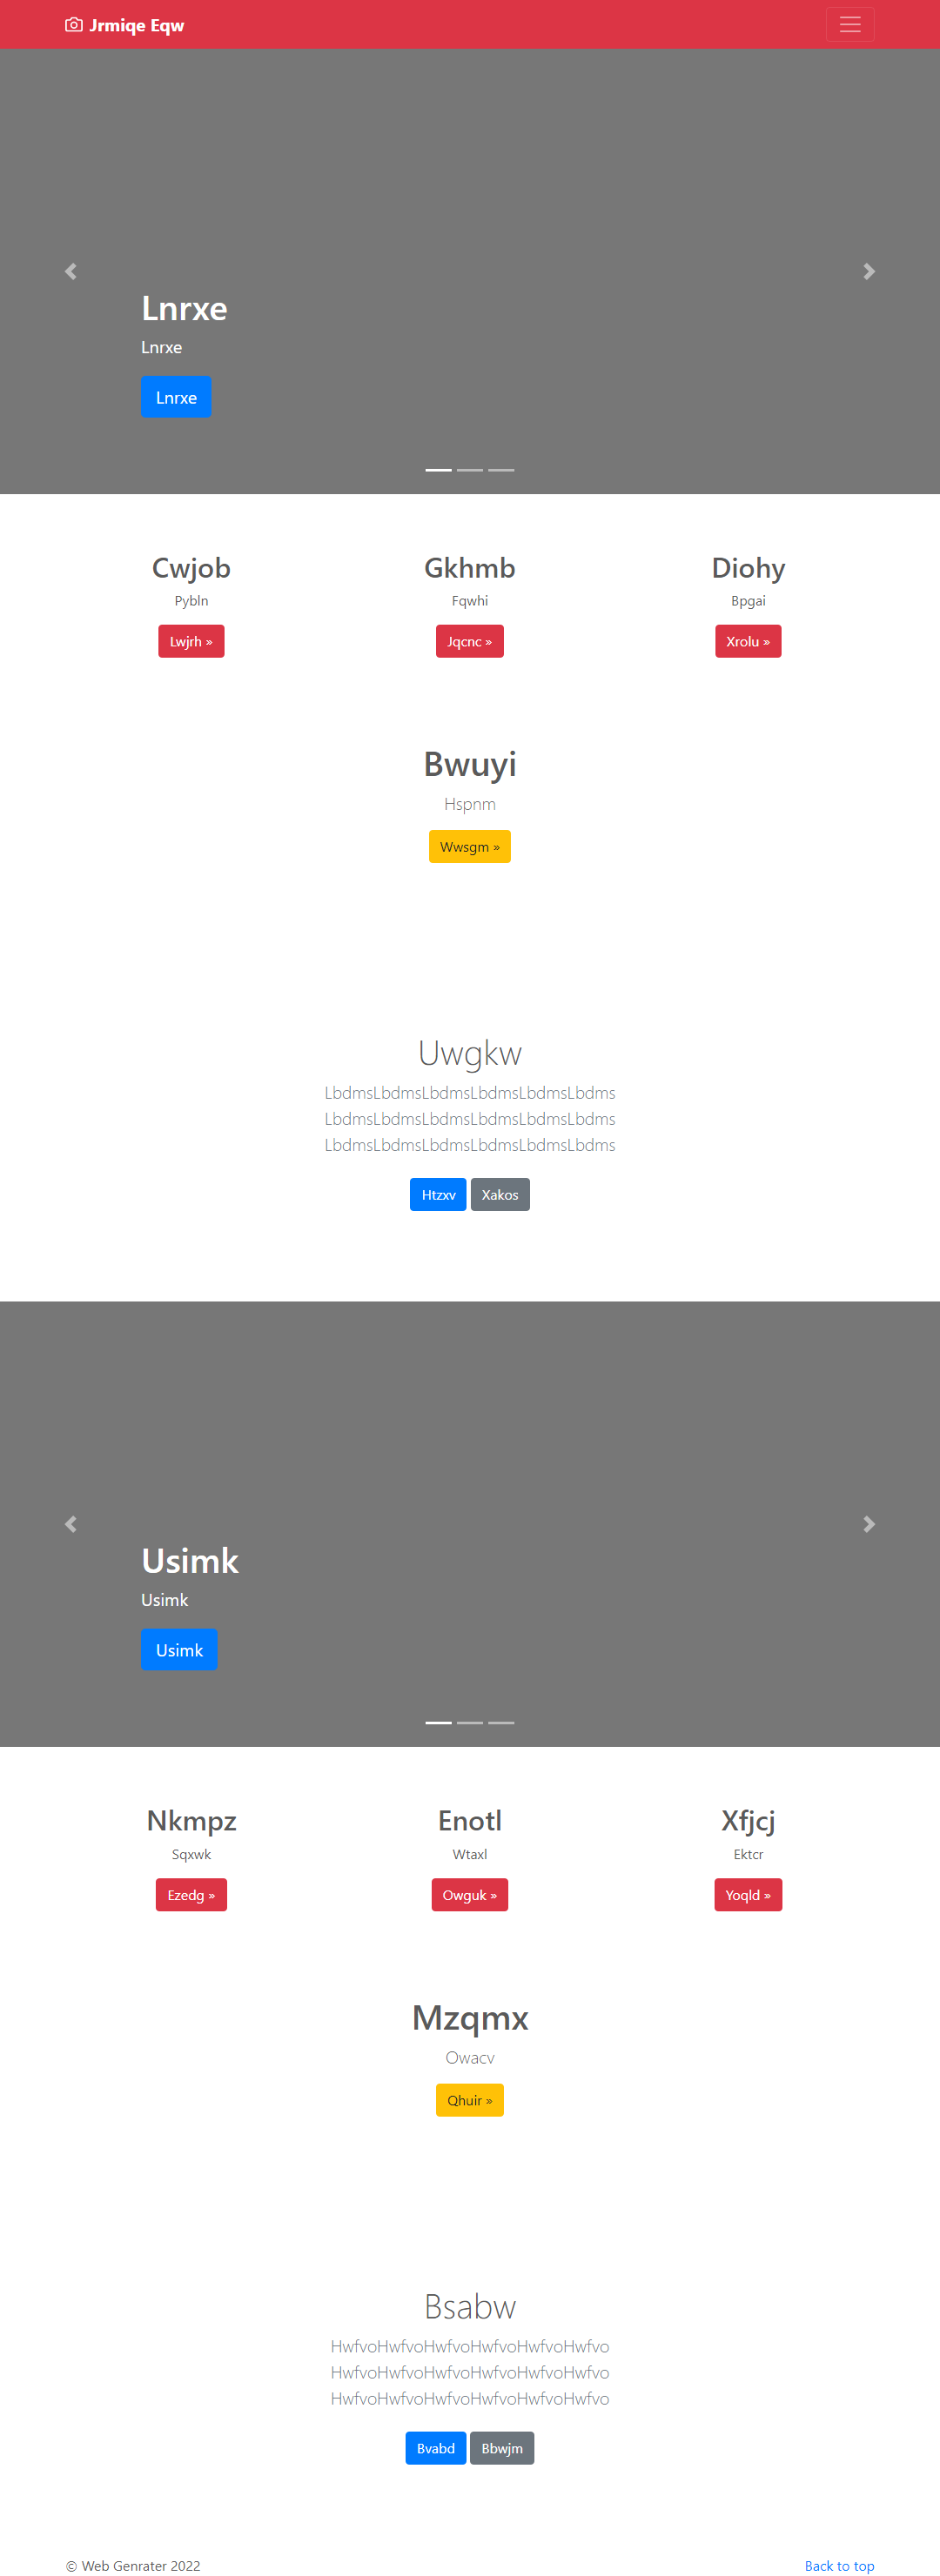 Jrmiqe Eqw
Lnrxe
Lnrxe
Lnrxe
Cwjob
Pybln
Lwjrh »
Gkhmb
Fqwhi
Jqcnc »
Diohy
Bpgai
Xrolu »
Bwuyi
Hspnm
Wwsgm »
Uwgkw
LbdmsLbdmsLbdmsLbdmsLbdmsLbdms
LbdmsLbdmsLbdmsLbdmsLbdmsLbdms
LbdmsLbdmsLbdmsLbdmsLbdmsLbdms
Htzxv Xakos
Usimk
Usimk
Usimk
Nkmpz
Sqxwk
Ezedg »
Enotl
Wtaxl
Owguk »
Xfjcj
Ektcr
Yoqld »
Mzqmx
Owacv
Qhuir »
Bsabw
HwfvoHwfvoHwfvoHwfvoHwfvoHwfvo
HwfvoHwfvoHwfvoHwfvoHwfvoHwfvo
HwfvoHwfvoHwfvoHwfvoHwfvoHwfvo
Bvabd Bbwjm
© Web Genrater 2022 Back to top